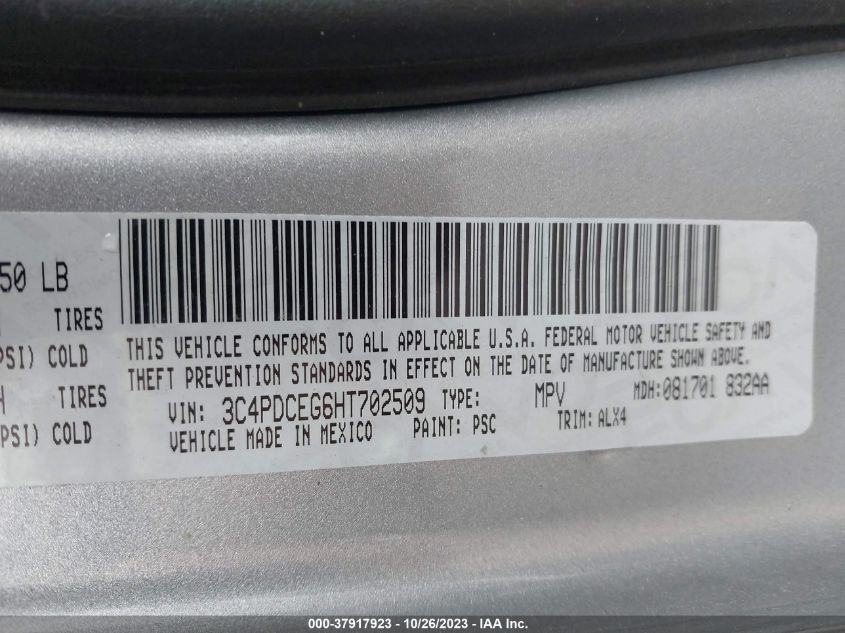 50 LB
TIRES
PSI) COLD
TIRES
PSI) COLD
THIS VEHICLE CONFORMS TO ALL APPLICABLE U.S.A. FEDERAL MOTOR VEHICLE SAFETY AND
THEFT PREVENTION STANDARDS IN EFFECT ON THE DATE OF MANUFACTURE SHOWN ABOVE.
VIN: 3C4PDCEG6HT702509 TYPE: MPV MDH: 081701 832AA
VEHICLE MADE IN MEXICO PAINT: PSC TRIM: ALX4
000-37917923 - 10/26/2023 - IAA Inc.